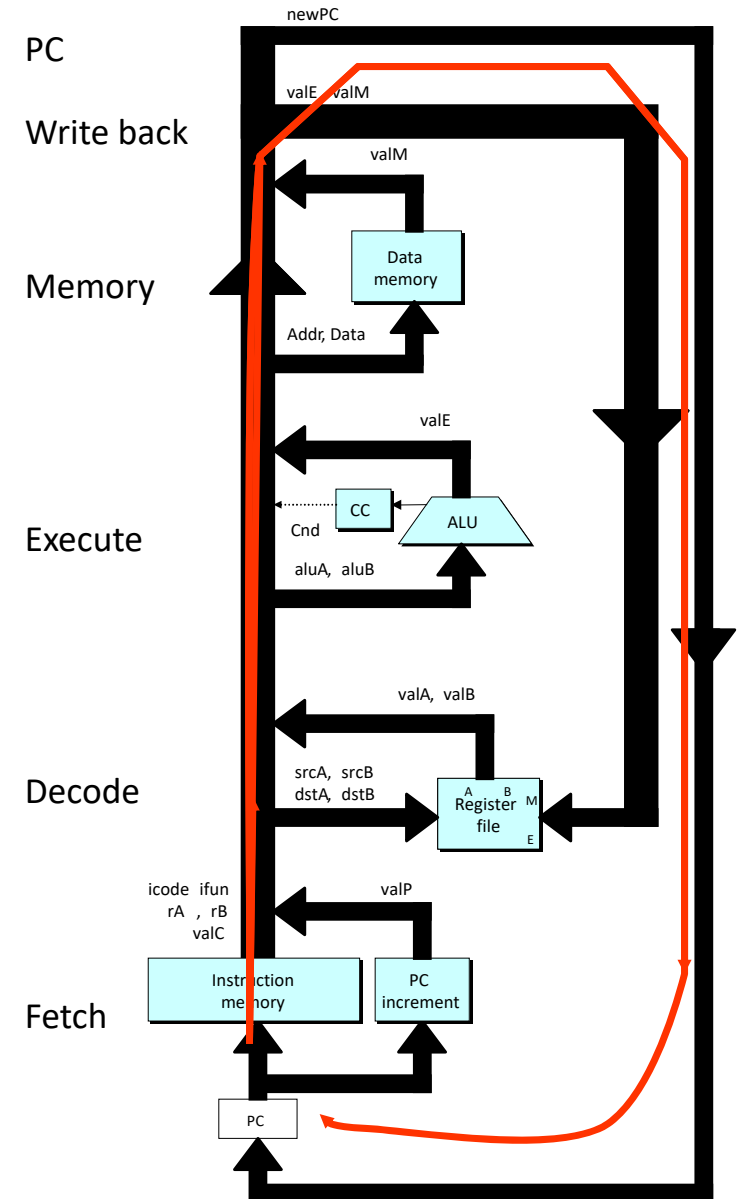 newPC
PC
valE, valM
Write back
valM
Data
memory
Memory
Addr, Data
valE
CC
ALU
Cnd
Execute
aluA, aluB
valA, valB
srcA, srcB
dstA, dstB
Decode
A B
M
Register
file
E
icode ifun
rA , rB
valC
valP
Instruction
memory
PC
increment
Fetch
PC